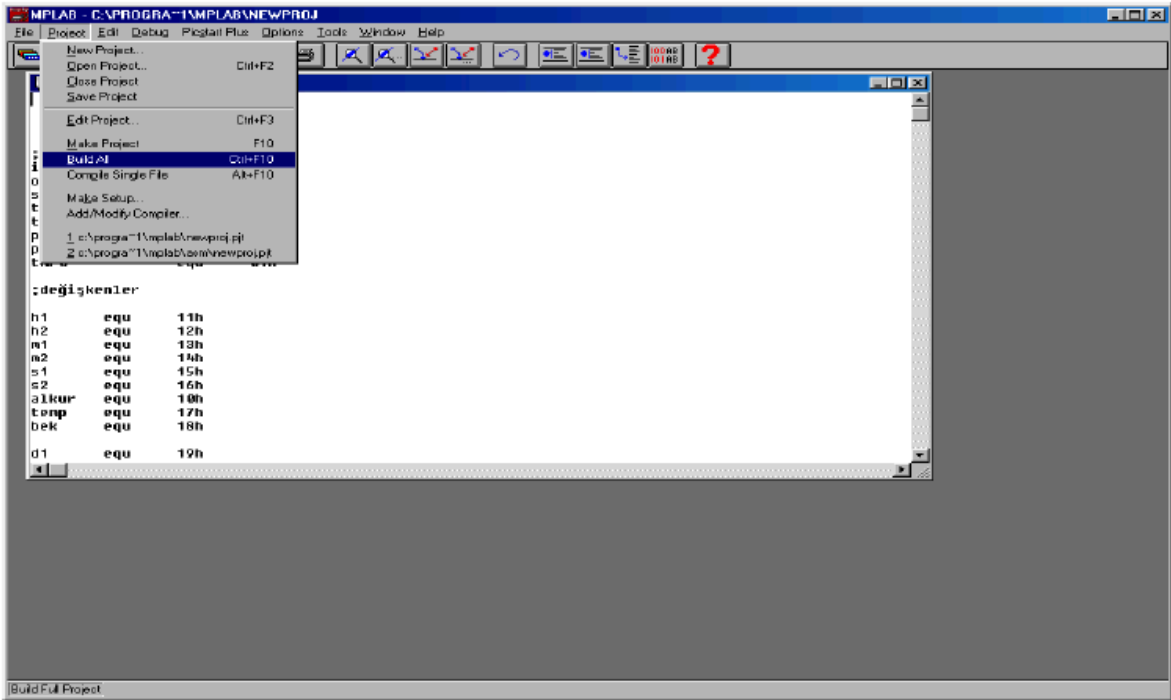 MPLAB - C:\PROGRA~1\MPLAB\NEWPROJ
File Project Edit Debug Picstart Plus Options Tools Window Help
New Project...
Open Project... Ctrl+F2
Close Project
Save Project
Edit Project... Ctrl+F3
Make Project F10
Build All Ctrl+F10
Compile Single File Alt+F10
Make Setup...
Add/Modify Compiler...
1 c:\progra~1\mplab\newproj.pjt
2 c:\progra~1\mplab\asm\newproj.pjt
;değişkenler
h1 equ 11h
h2 equ 12h
m1 equ 13h
m2 equ 14h
s1 equ 15h
s2 equ 16h
alkur equ 10h
temp equ 17h
bek equ 18h
d1 equ 19h
Build Full Project